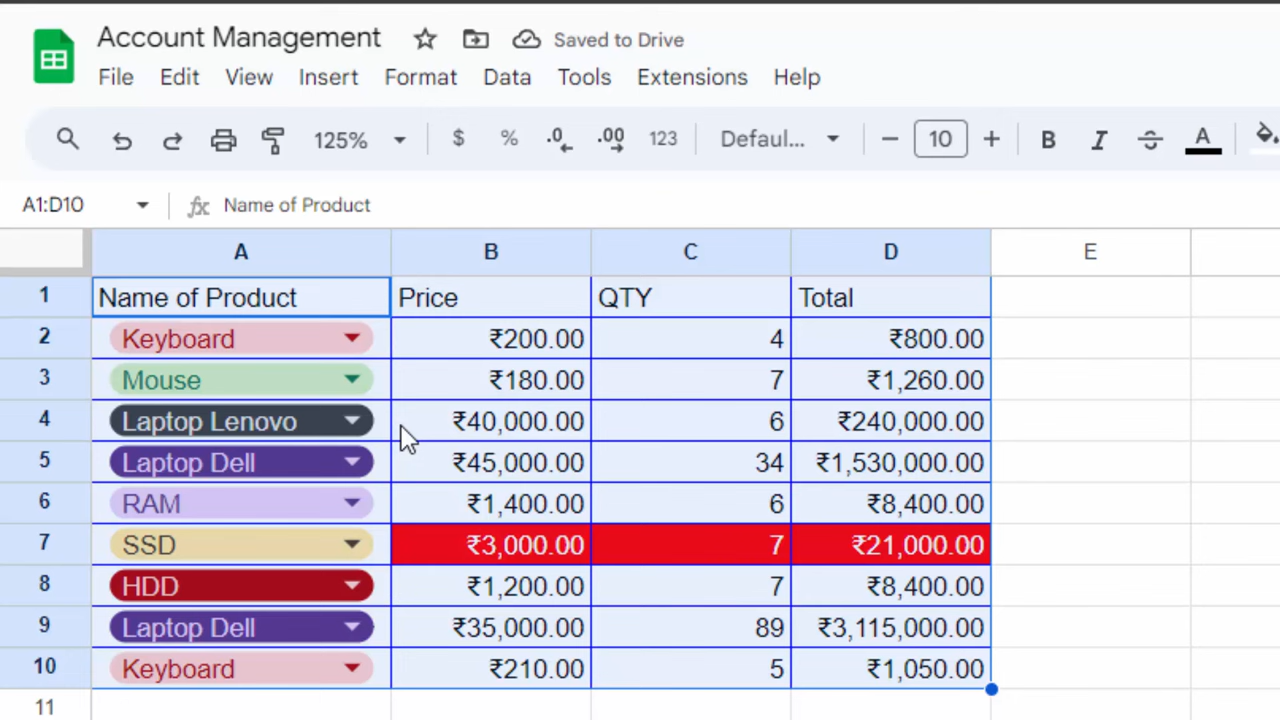 Account Management Saved to Drive
File Edit View Insert Format Data Tools Extensions Help
125% $ % .0 .00 123 Defaul... 10 B I A
A1:D10 fx Name of Product
A B C D E
1 Name of Product Price QTY Total
2 Keyboard ₹200.00 4 ₹800.00
3 Mouse ₹180.00 7 ₹1,260.00
4 Laptop Lenovo ₹40,000.00 6 ₹240,000.00
5 Laptop Dell ₹45,000.00 34 ₹1,530,000.00
6 RAM ₹1,400.00 6 ₹8,400.00
7 SSD ₹3,000.00 7 ₹21,000.00
8 HDD ₹1,200.00 7 ₹8,400.00
9 Laptop Dell ₹35,000.00 89 ₹3,115,000.00
10 Keyboard ₹210.00 5 ₹1,050.00
11